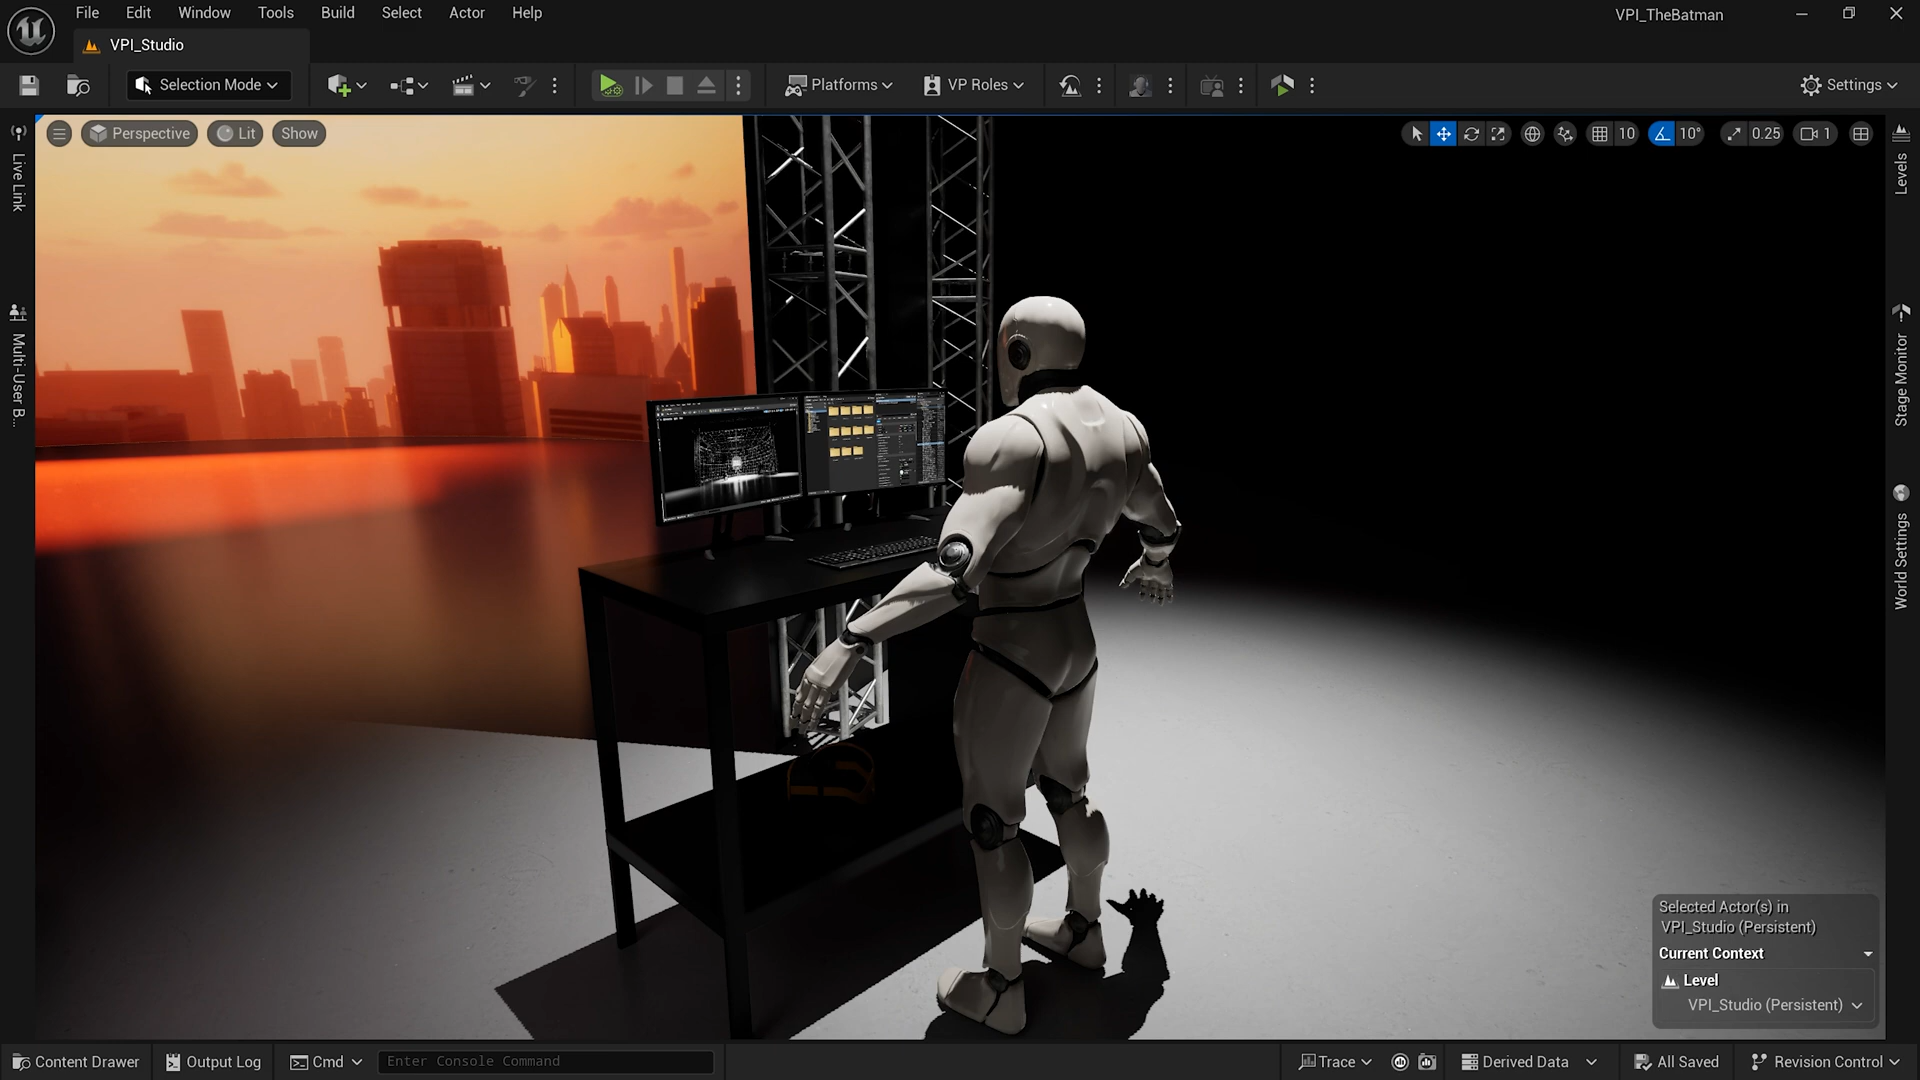 File Edit Window Tools Build Select Actor Help
VPI_TheBatman
VPI_Studio
Selection Mode
Platforms
VP Roles
Settings
Perspective
Lit
Show
10
10°
0.25
1
Live Link
Multi-User B...
Levels
Stage Monitor
World Settings
Selected Actor(s) in
VPI_Studio (Persistent)
Current Context
Level
VPI_Studio (Persistent)
Content Drawer
Output Log
Cmd
Enter Console Command
Trace
Derived Data
All Saved
Revision Control